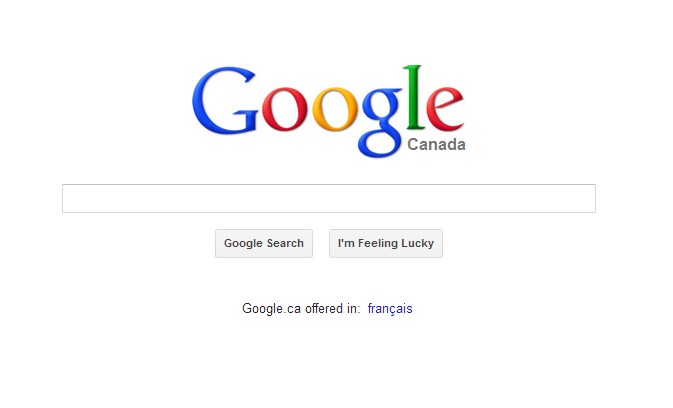 Google
Canada
Google Search
I'm Feeling Lucky
Google.ca offered in: français